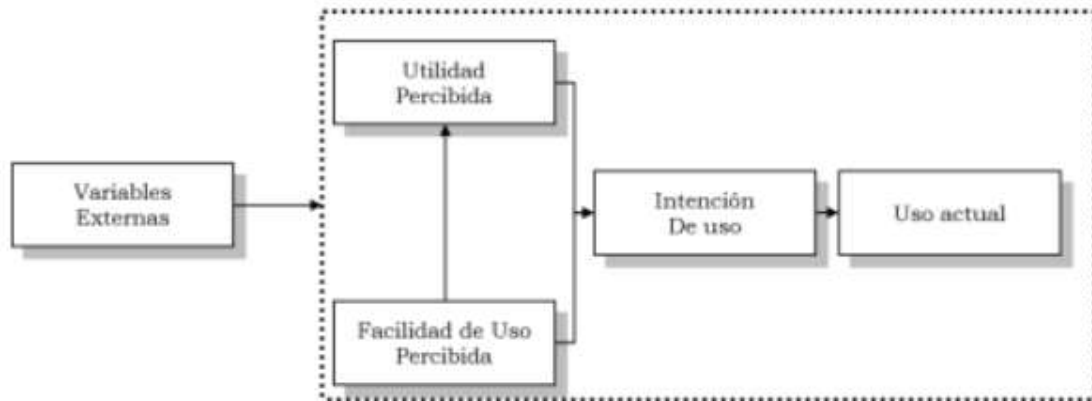 Utilidad
Percibida
Variables
Externas
Intención
De uso
Uso actual
Facilidad de Uso
Percibida